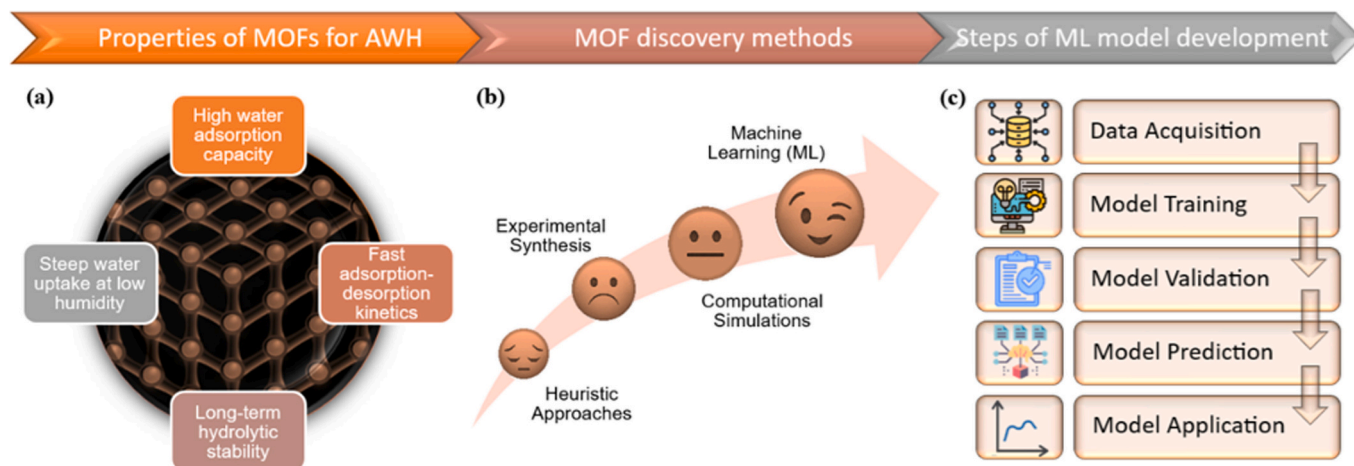 Properties of MOFs for AWH
MOF discovery methods
Steps of ML model development
(a)
High water
adsorption
capacity
Steep water
uptake at low
humidity
Fast
adsorption-
desorption
kinetics
Long-term
hydrolytic
stability
(b)
Machine
Learning (ML)
Experimental
Synthesis
Computational
Simulations
Heuristic
Approaches
(c)
Data Acquisition
Model Training
Model Validation
Model Prediction
Model Application